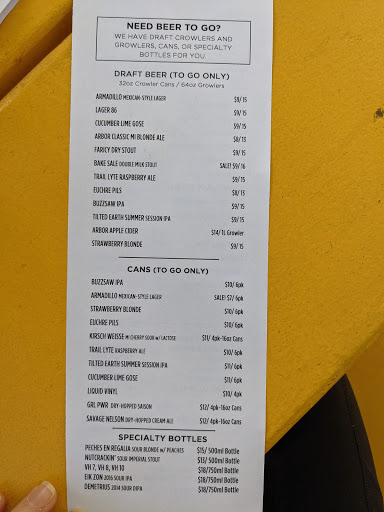 NEED BEER TO GO?
WE HAVE DRAFT CROWLERS AND
GROWLERS, CANS, OR SPECIALTY
BOTTLES FOR YOU.
DRAFT BEER (TO GO ONLY)
32oz Crowler Cans / 64oz Growlers
ARMADILLO MEXICAN-STYLE LAGER $9/ 15
LAGER 86 $9/ 15
CUCUMBER LIME GOSE $9/ 15
ARBOR CLASSIC MI BLONDE ALE $8/ 13
FARICY DRY STOUT $9/ 15
BAKE SALE DOUBLE MILK STOUT SALE! $9/ 16
TRAIL LYTE RASPBERRY ALE $9/ 15
EUCHRE PILS $8/ 13
BUZZSAW IPA $9/ 15
TILTED EARTH SUMMER SESSION IPA $9/ 15
ARBOR APPLE CIDER $14/ 1L Growler
STRAWBERRY BLONDE $9/ 15
CANS (TO GO ONLY)
BUZZSAW IPA $10/ 6pk
ARMADILLO MEXICAN-STYLE LAGER SALE! $7/ 6pk
STRAWBERRY BLONDE $10/ 6pk
EUCHRE PILS $10/ 6pk
KIRSCH WEISSE MI CHERRY SOUR w/ LACTOSE $11/ 4pk-16oz Cans
TRAIL LYTE RASPBERRY ALE $10/ 6pk
TILTED EARTH SUMMER SESSION IPA $11/ 6pk
CUCUMBER LIME GOSE $11/ 6pk
LIQUID VINYL $10/ 4pk
GRL PWR DRY-HOPPED SAISON $12/ 4pk-16oz Cans
SAVAGE NELSON DRY-HOPPED CREAM ALE $12/ 4pk-16oz Cans
SPECIALTY BOTTLES
PECHES EN REGALIA SOUR BLONDE w/ PEACHES $15/ 500ml Bottle
NUTCRACKIN' SOUR IMPERIAL STOUT $13/ 500ml Bottle
VH 7, VH 8, VH 10 $18/750ml Bottle
EIK ZON 2016 SOUR IPA $18/750ml Bottle
DEMETRIUS 2014 SOUR DIPA $18/750ml Bottle